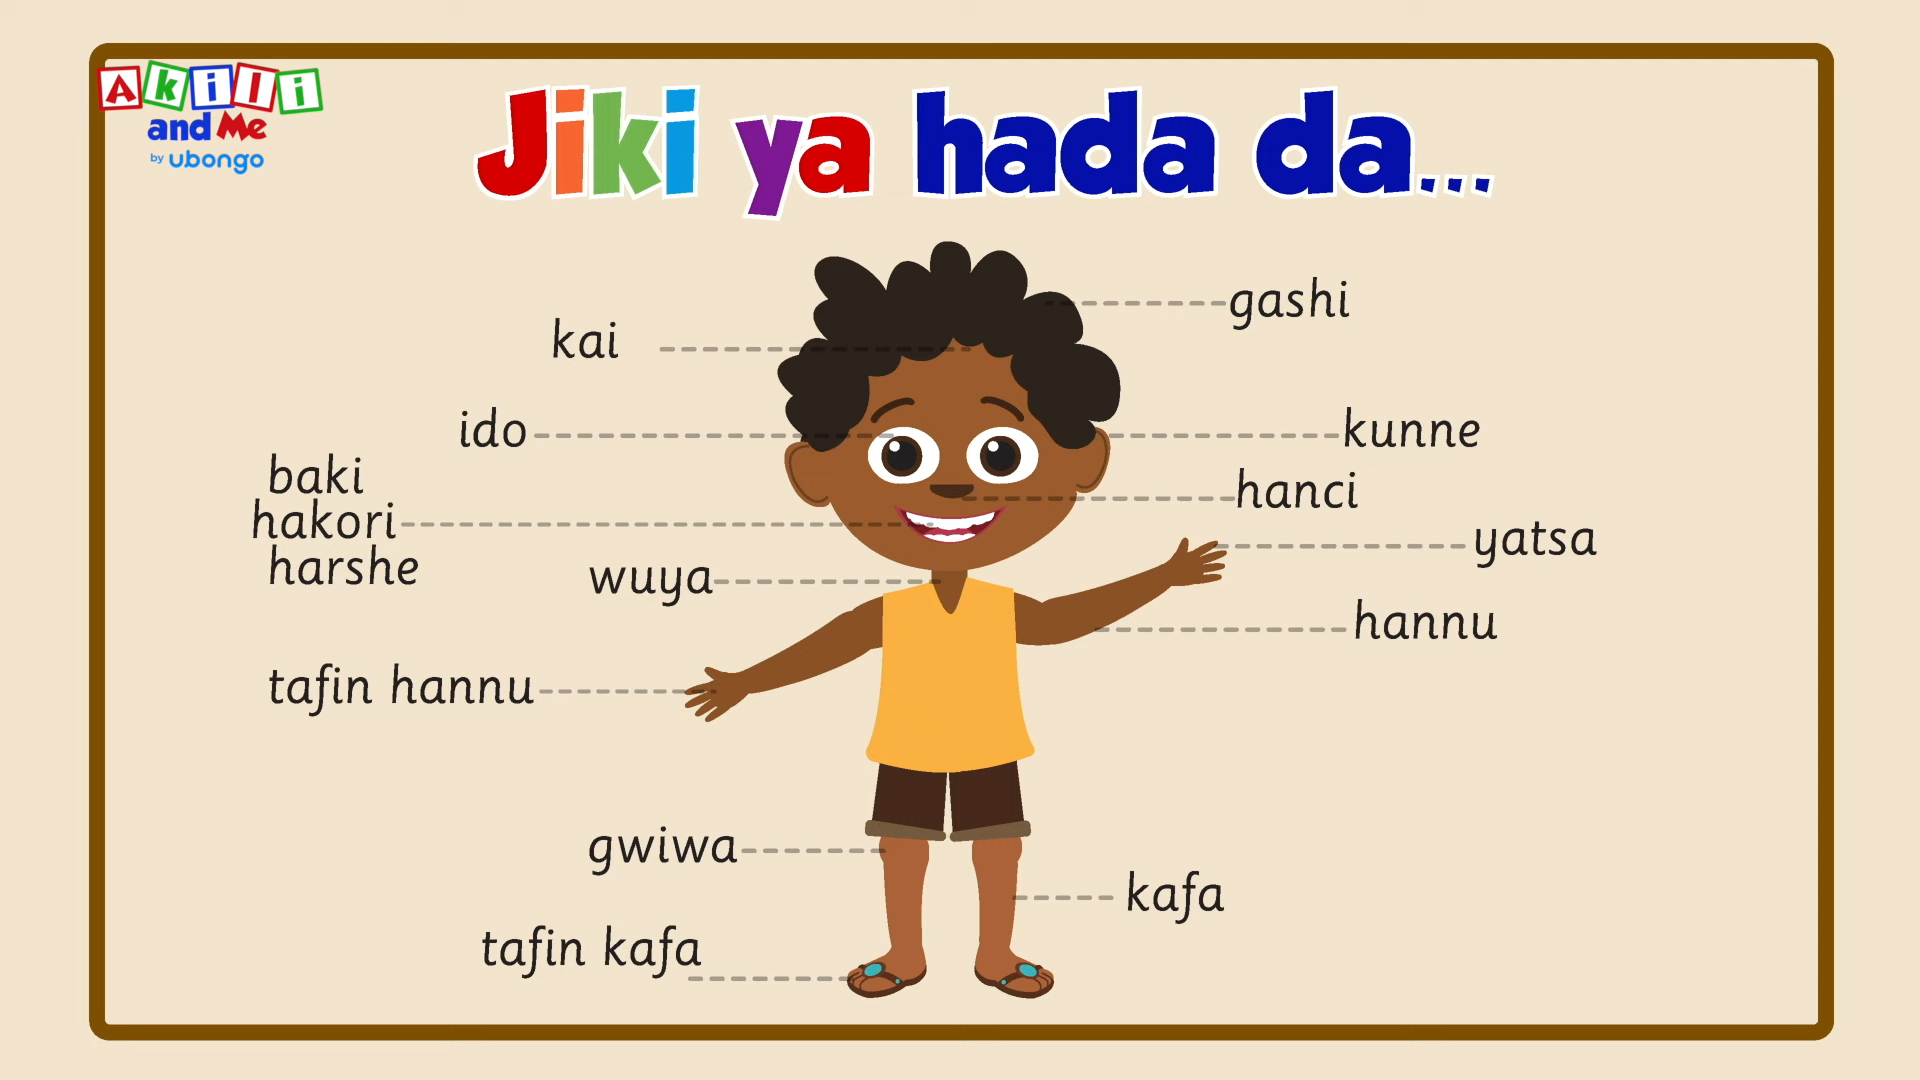 Akili
and Me
by ubongo
Jiki ya hada da...
gashi
kai
ido
kunne
baki
hakori
harshe
hanci
yatsa
wuya
hannu
tafin hannu
gwiwa
kafa
tafin kafa